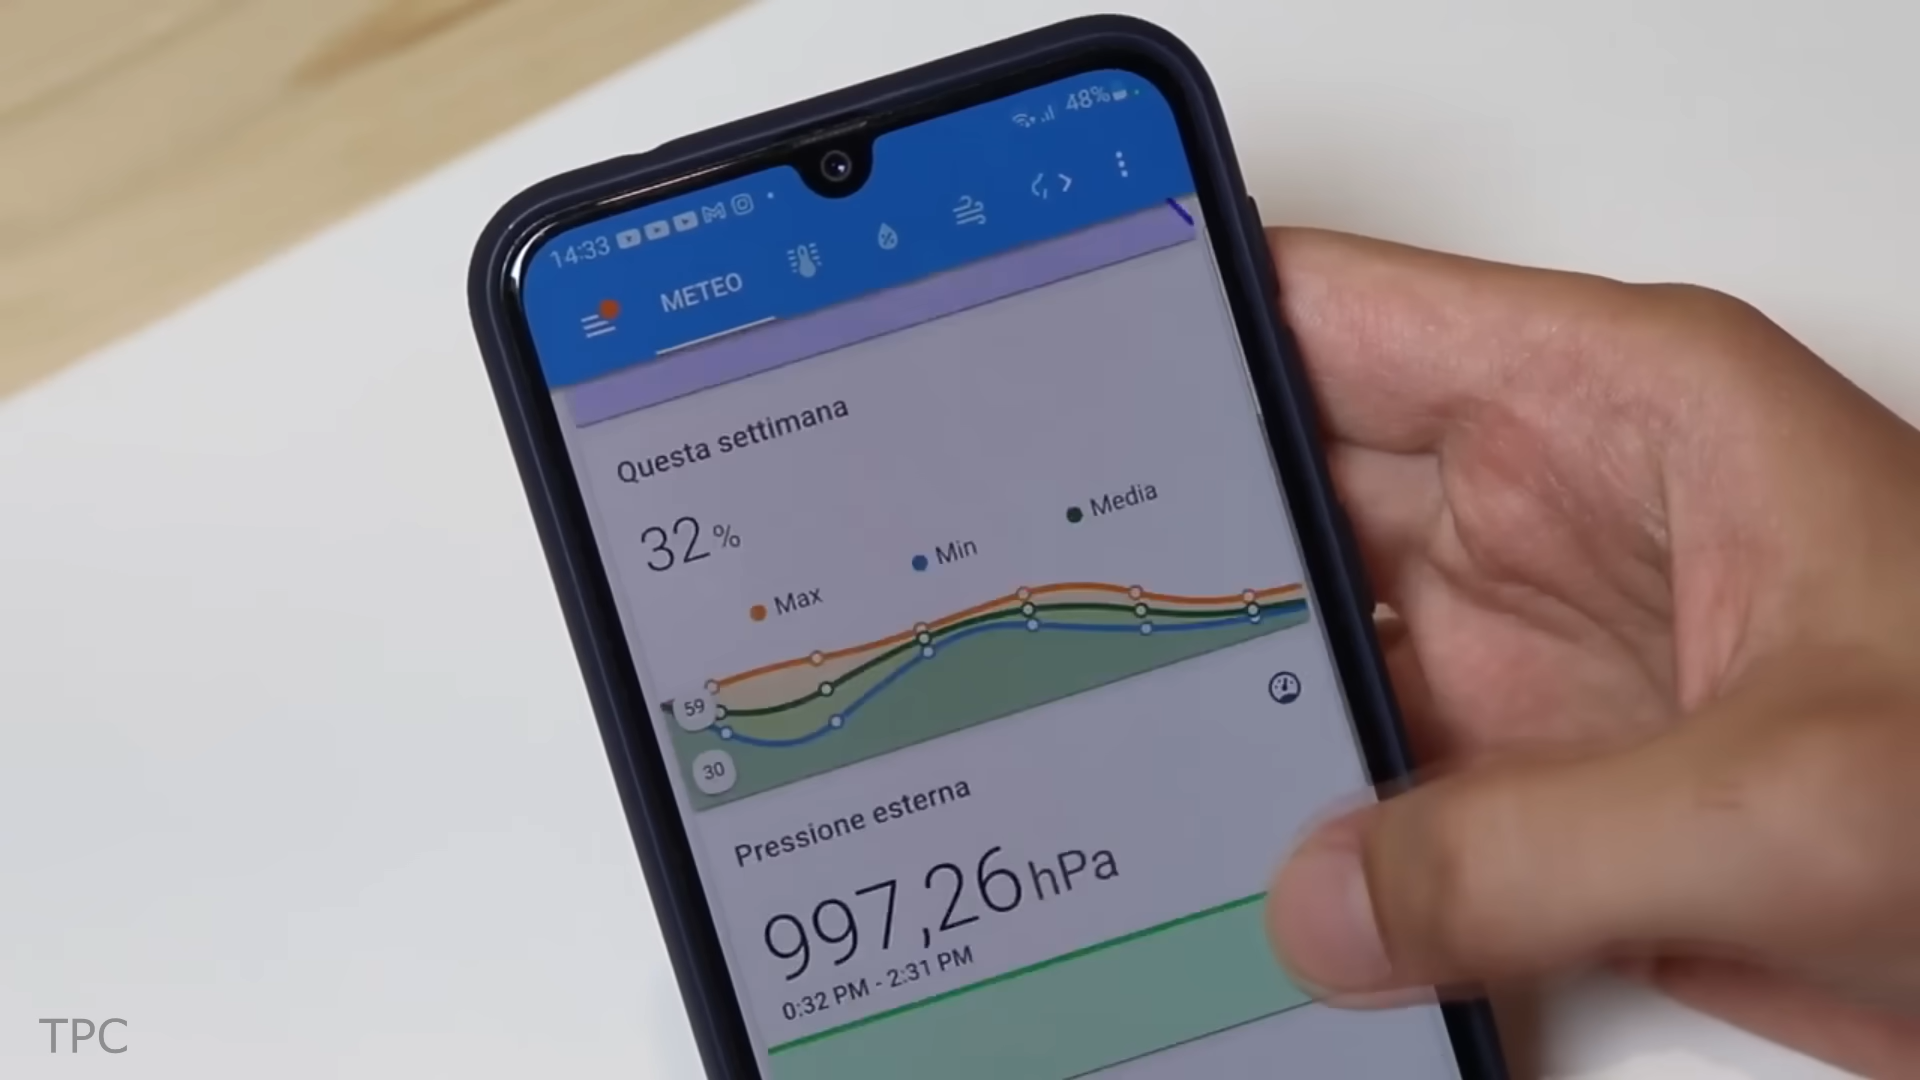 14:33
48%
METEO
Questa settimana
32 %
Media
Min
Max
59
30
Pressione esterna
997,26 hPa
0:32 PM - 2:31 PM
TPC